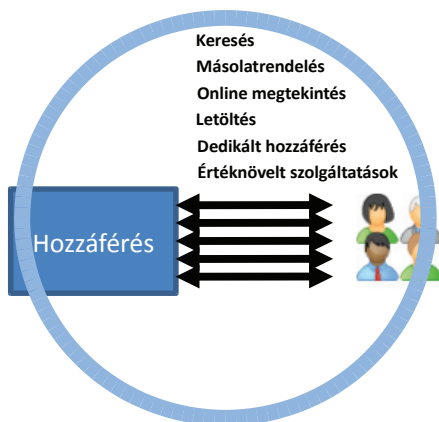 Keresés
Másolatrendelés
Online megtekintés
Letöltés
Dedikált hozzáférés
Értéknövelt szolgáltatások
Hozzáférés